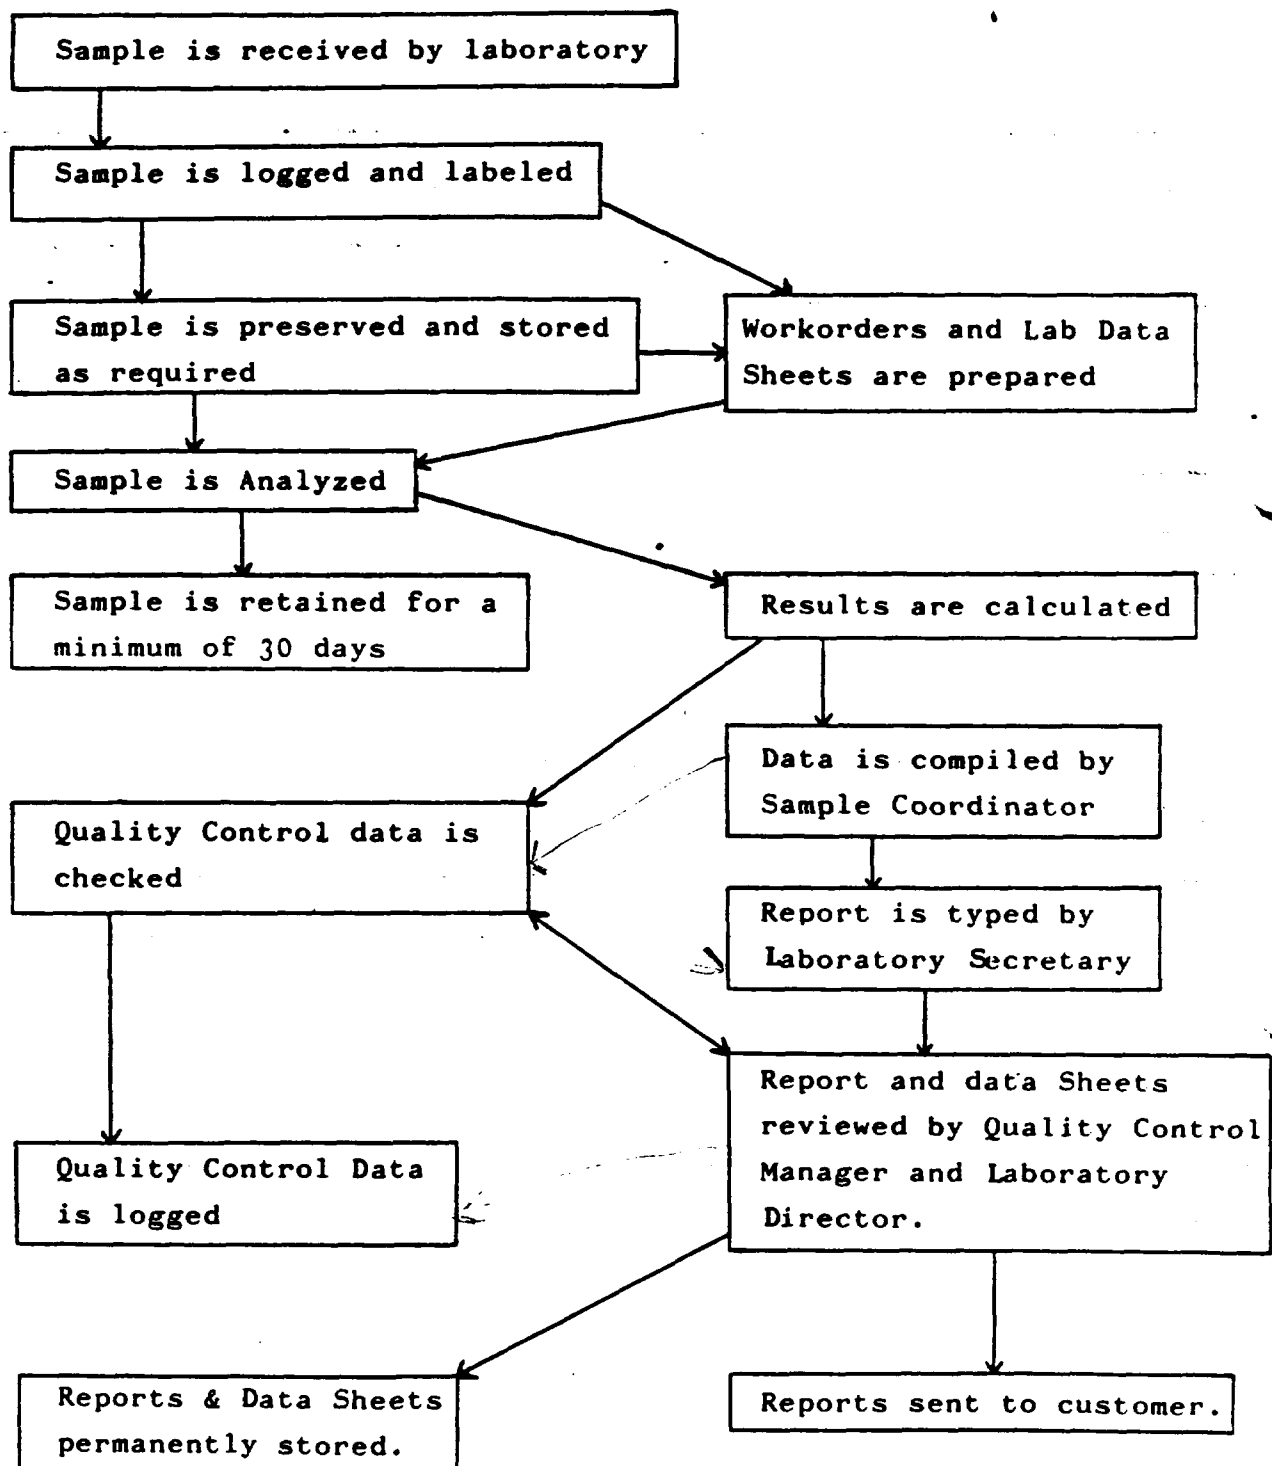 Sample is received by laboratory
Sample is logged and labeled
Sample is preserved and stored
as required
Workorders and Lab Data
Sheets are prepared
Sample is Analyzed
Sample is retained for a
minimum of 30 days
Results are calculated
Data is compiled by
Sample Coordinator
Quality Control data is
checked
Report is typed by
Laboratory Secretary
Report and data Sheets
reviewed by Quality Control
Manager and Laboratory
Director.
Quality Control Data
is logged
Reports & Data Sheets
permanently stored.
Reports sent to customer.